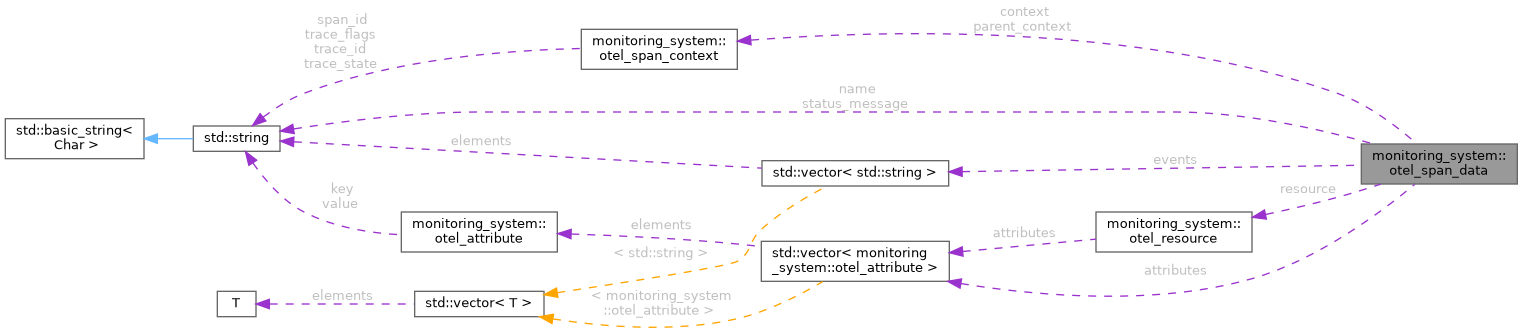 span_id
trace_flags
trace_id
trace_state
context
parent_context
monitoring_system::
otel_span_context
name
status_message
std::basic_string<
Char >
std::string
elements
std::vector< std::string >
events
monitoring_system::
otel_span_data
key
value
monitoring_system::
otel_attribute
elements
< std::string >
std::vector< monitoring
_system::otel_attribute >
attributes
monitoring_system::
otel_resource
resource
attributes
T
elements
std::vector< T >
< monitoring_system
::otel_attribute >